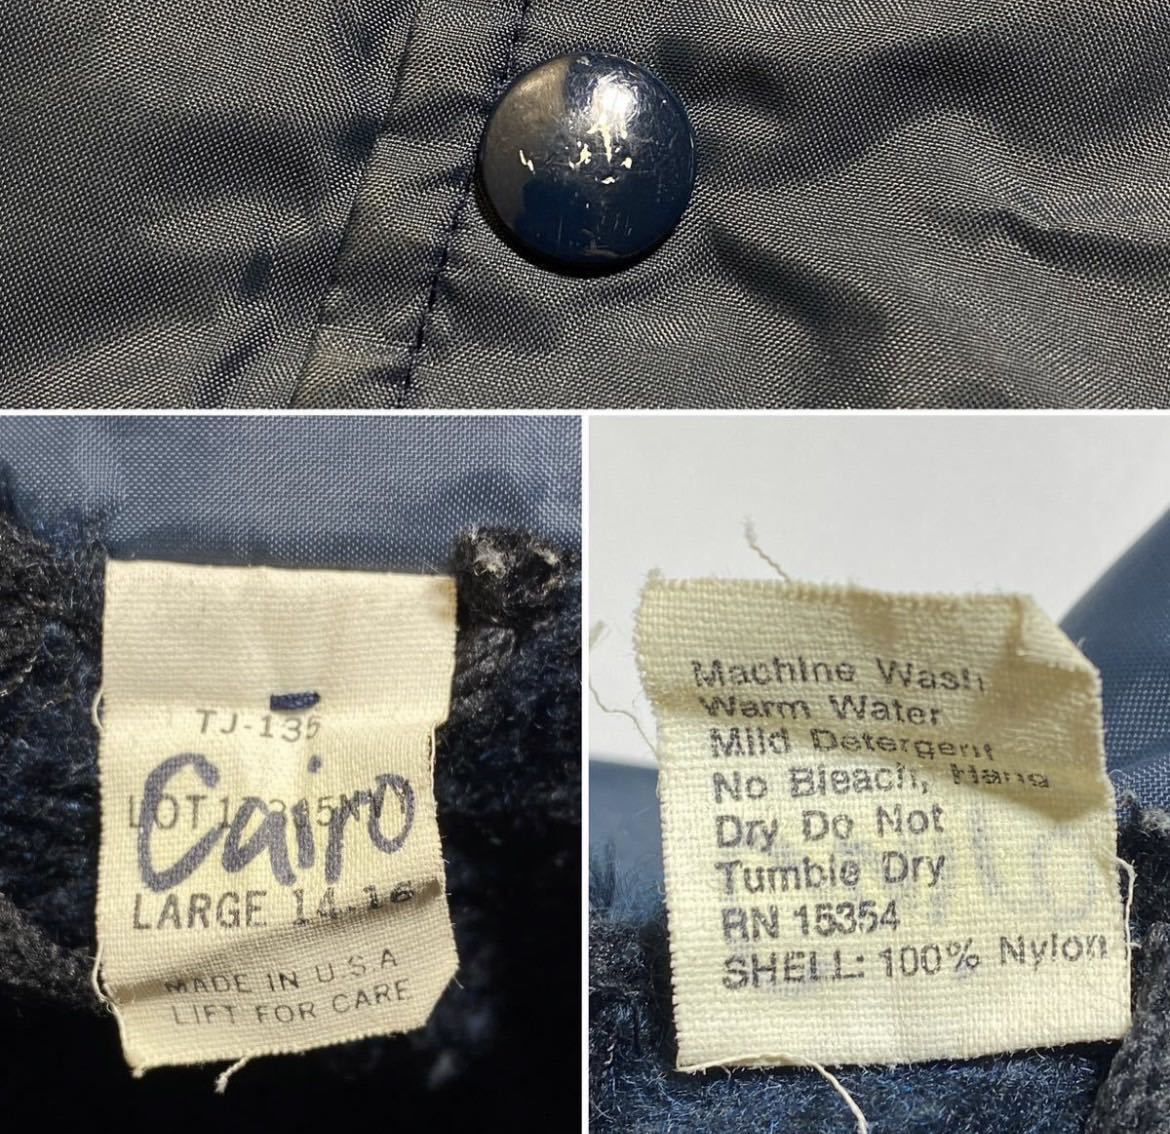 TJ-135
Cairo
LARGE 14-16
MADE IN U.S.A
LIFT FOR CARE
Machine Wash
Warm Water
Mild Detergent
No Bleach, Hang
Dry Do Not
Tumble Dry
RN 15354
SHELL: 100% Nylon